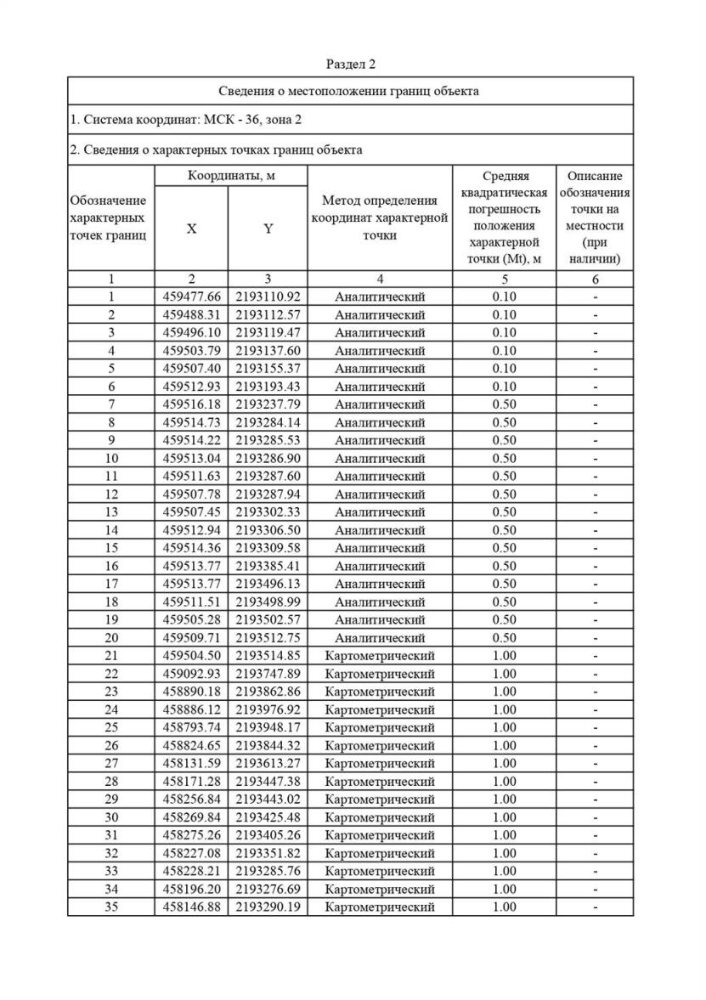 Раздел 2
Сведения о местоположении границ объекта
1. Система координат: МСК - 36, зона 2
2. Сведения о характерных точках границ объекта
Обозначение характерных точек границ
Координаты, м
X
Y
Метод определения координат характерной точки
Средняя квадратическая погрешность положения характерной точки (Mt), м
Описание обозначения точки на местности (при наличии)
1 2 3 4 5 6
1 459477.66 2193110.92 Аналитический 0.10 -
2 459488.31 2193112.57 Аналитический 0.10 -
3 459496.10 2193119.47 Аналитический 0.10 -
4 459503.79 2193137.60 Аналитический 0.10 -
5 459507.40 2193155.37 Аналитический 0.10 -
6 459512.93 2193193.43 Аналитический 0.10 -
7 459516.18 2193237.79 Аналитический 0.50 -
8 459514.73 2193284.14 Аналитический 0.50 -
9 459514.22 2193285.53 Аналитический 0.50 -
10 459513.04 2193286.90 Аналитический 0.50 -
11 459511.63 2193287.60 Аналитический 0.50 -
12 459507.78 2193287.94 Аналитический 0.50 -
13 459507.45 2193302.33 Аналитический 0.50 -
14 459512.94 2193306.50 Аналитический 0.50 -
15 459514.36 2193309.58 Аналитический 0.50 -
16 459513.77 2193385.41 Аналитический 0.50 -
17 459513.77 2193496.13 Аналитический 0.50 -
18 459511.51 2193498.99 Аналитический 0.50 -
19 459505.28 2193502.57 Аналитический 0.50 -
20 459509.71 2193512.75 Аналитический 0.50 -
21 459504.50 2193514.85 Картометрический 1.00 -
22 459092.93 2193747.89 Картометрический 1.00 -
23 458890.18 2193862.86 Картометрический 1.00 -
24 458886.12 2193976.92 Картометрический 1.00 -
25 458793.74 2193948.17 Картометрический 1.00 -
26 458824.65 2193844.32 Картометрический 1.00 -
27 458131.59 2193613.27 Картометрический 1.00 -
28 458171.28 2193447.38 Картометрический 1.00 -
29 458256.84 2193443.02 Картометрический 1.00 -
30 458269.84 2193425.48 Картометрический 1.00 -
31 458275.26 2193405.26 Картометрический 1.00 -
32 458227.08 2193351.82 Картометрический 1.00 -
33 458228.21 2193285.76 Картометрический 1.00 -
34 458196.20 2193276.69 Картометрический 1.00 -
35 458146.88 2193290.19 Картометрический 1.00 -